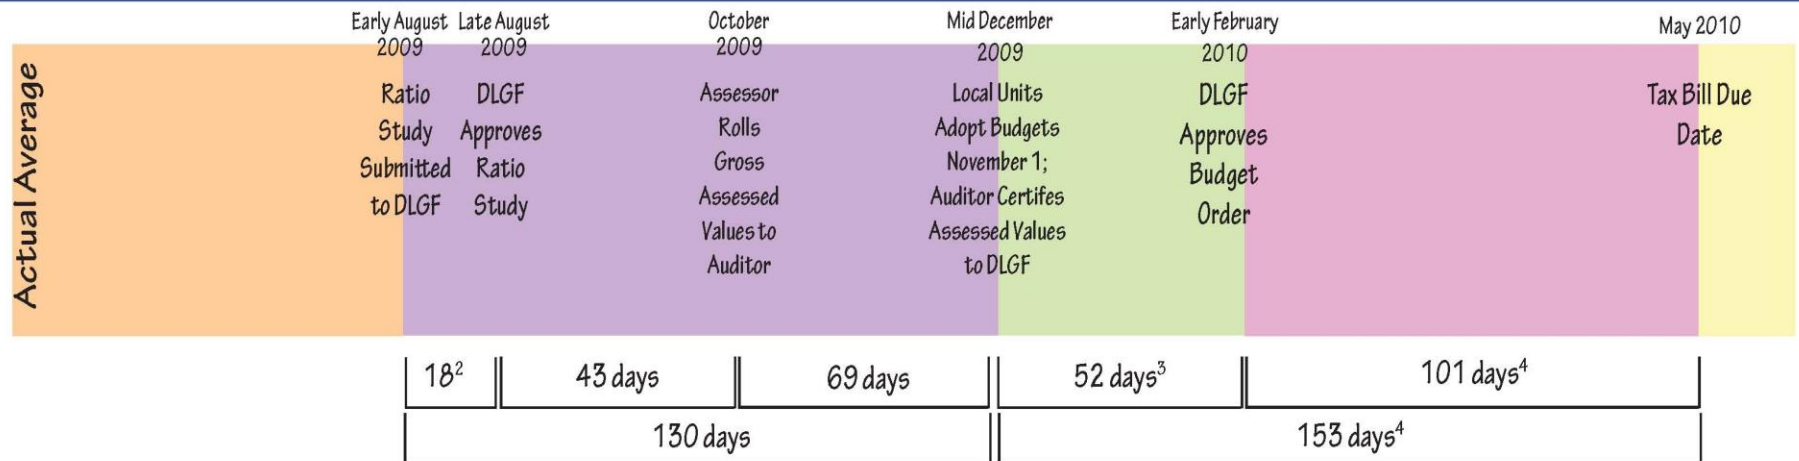 Actual Average
Early August
2009
Ratio
Study
Submitted
to DLGF
Late August
2009
DLGF
Approves
Ratio
Study
October
2009
Assessor
Rolls
Gross
Assessed
Values to
Auditor
Mid December
2009
Local Units
Adopt Budgets
November 1;
Auditor Certifes
Assessed Values
to DLGF
Early February
2010
DLGF
Approves
Budget
Order
May 2010
Tax Bill Due
Date
18²
43 days
69 days
52 days³
101 days⁴
130 days
153 days⁴